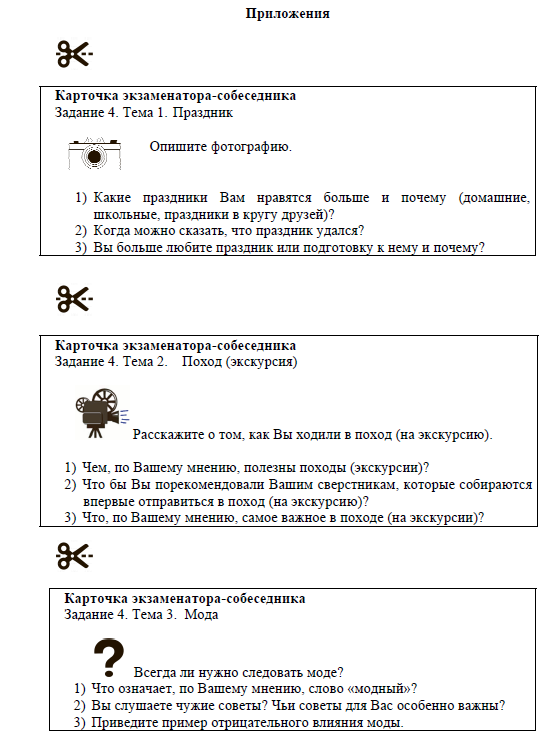 Приложения
Карточка экзаменатора-собеседника
Задание 4. Тема 1. Праздник
Опишите фотографию.
1) Какие праздники Вам нравятся больше и почему (домашние,
школьные, праздники в кругу друзей)?
2) Когда можно сказать, что праздник удался?
3) Вы больше любите праздник или подготовку к нему и почему?
Карточка экзаменатора-собеседника
Задание 4. Тема 2. Поход (экскурсия)
Расскажите о том, как Вы ходили в поход (на экскурсию).
1) Чем, по Вашему мнению, полезны походы (экскурсии)?
2) Что бы Вы порекомендовали Вашим сверстникам, которые собираются
впервые отправиться в поход (на экскурсию)?
3) Что, по Вашему мнению, самое важное в походе (на экскурсии)?
Карточка экзаменатора-собеседника
Задание 4. Тема 3. Мода
? Всегда ли нужно следовать моде?
1) Что означает, по Вашему мнению, слово «модный»?
2) Вы слушаете чужие советы? Чьи советы для Вас особенно важны?
3) Приведите пример отрицательного влияния моды.